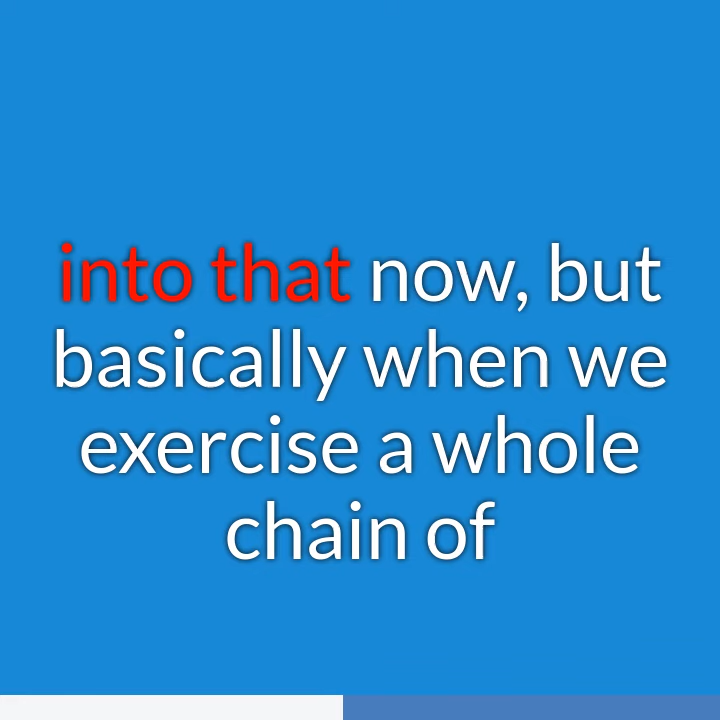 into that now, but
basically when we
exercise a whole
chain of